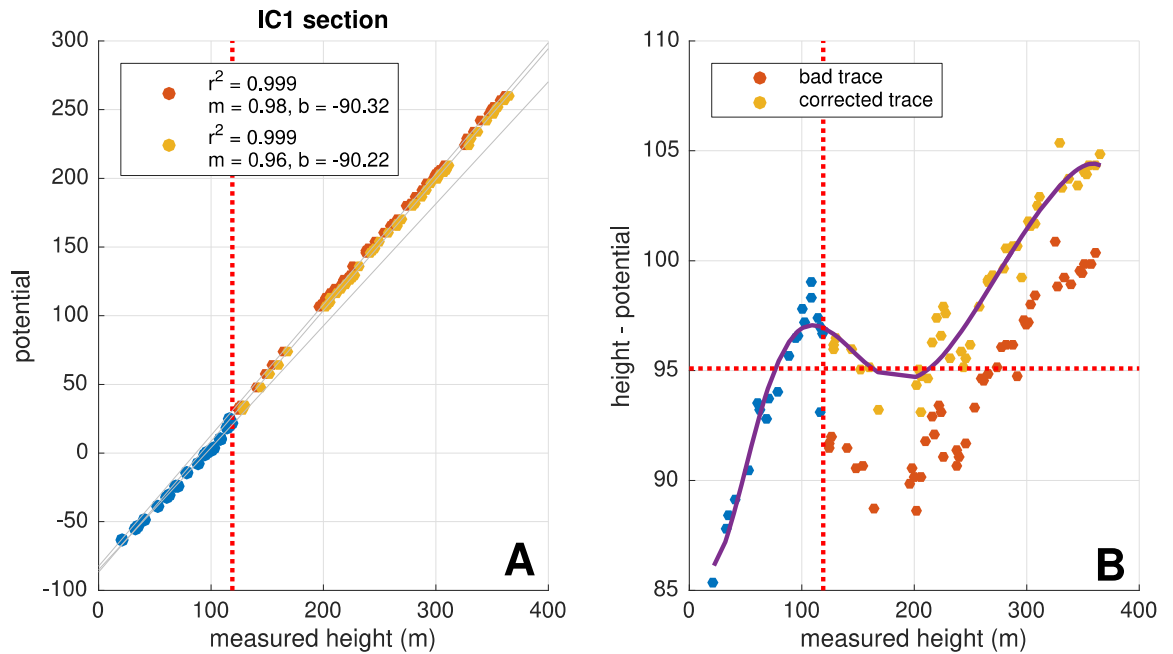 IC1 section
300
250
200
150
100
50
0
-50
-100
potential
r² = 0.999
m = 0.98, b = -90.32
r² = 0.999
m = 0.96, b = -90.22
A
0
100
200
300
400
measured height (m)
110
105
100
95
90
85
height - potential
bad trace
corrected trace
B
0
100
200
300
400
measured height (m)